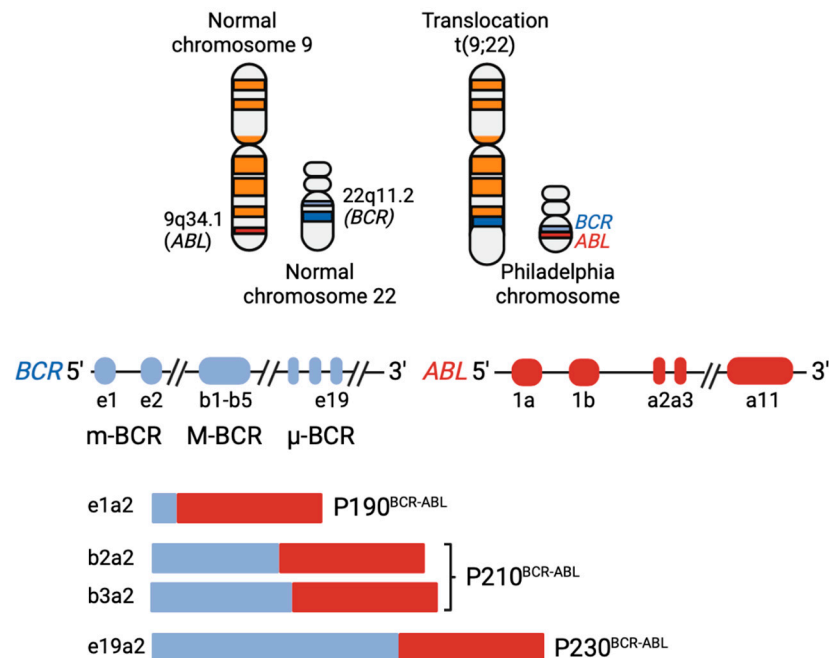 Normal
chromosome 9
Translocation
t(9;22)
9q34.1
(ABL)
22q11.2
(BCR)
BCR
ABL
Normal
chromosome 22
Philadelphia
chromosome
BCR 5' 3' ABL 5' 3'
e1 e2 b1-b5 e19 1a 1b a2a3 a11
m-BCR M-BCR μ-BCR
e1a2 P190BCR-ABL
b2a2
P210BCR-ABL
b3a2
e19a2 P230BCR-ABL